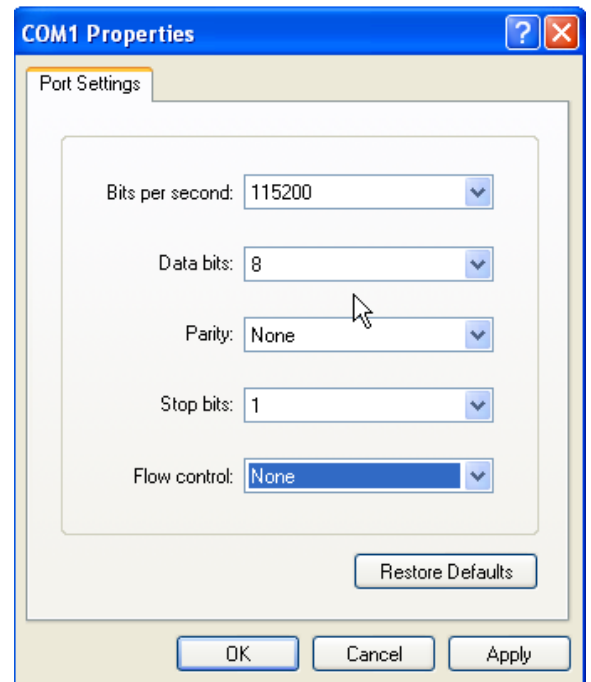 COM1 Properties
Port Settings
Bits per second: 115200
Data bits: 8
Parity: None
Stop bits: 1
Flow control: None
Restore Defaults
OK Cancel Apply